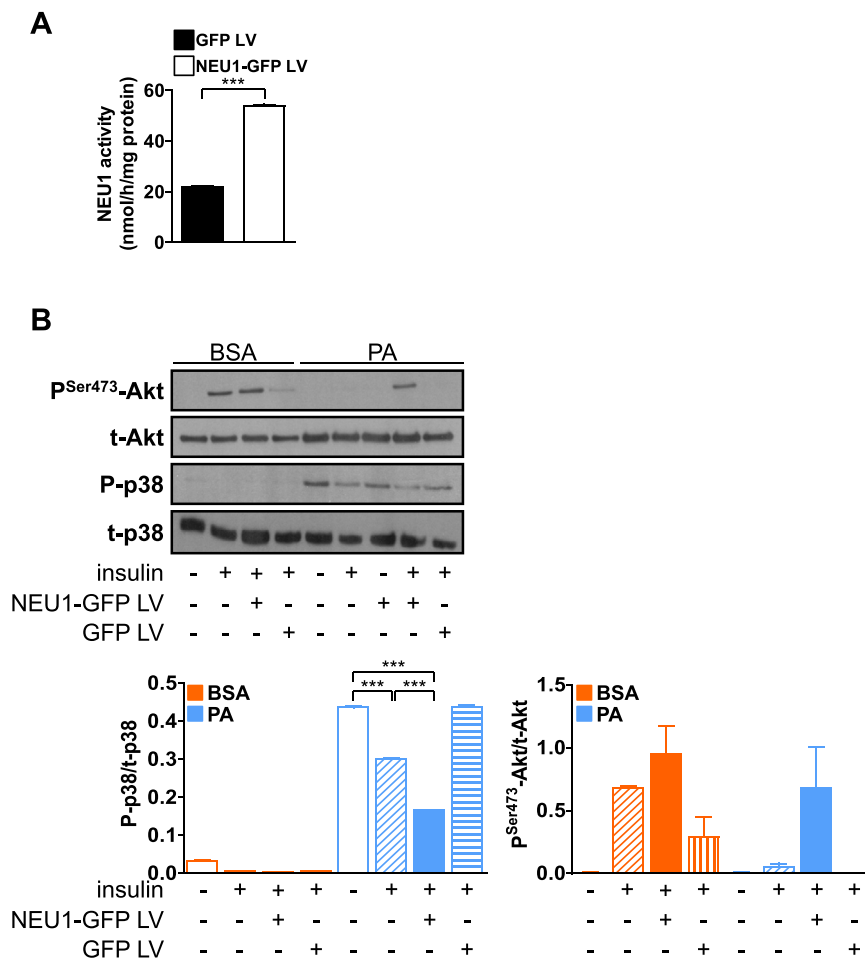 A
GFP LV
NEU1-GFP LV
***
NEU1 activity
(nmol/h/mg protein)
60
40
20
0
B
BSA PA
PSer473-Akt
t-Akt
P-p38
t-p38
insulin - + + + - + - + +
NEU1-GFP LV - - + - - - + + -
GFP LV - - - + - - - - +
BSA
PA
***
*** ***
P-p38/t-p38
0.5
0.4
0.3
0.2
0.1
0.0
insulin - + + + - + + +
NEU1-GFP LV - - + - - - + -
GFP LV - - - + - - - +
BSA
PA
PSer473-Akt/t-Akt
1.5
1.0
0.5
0.0
- + + + - + + +
- - + - - - + -
- - - + - - - +